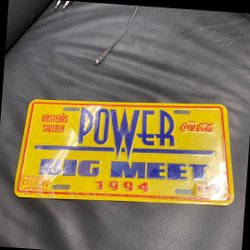 VÄSTERÅS
SWEDEN
POWER
Coca-Cola
BIG MEET
1994